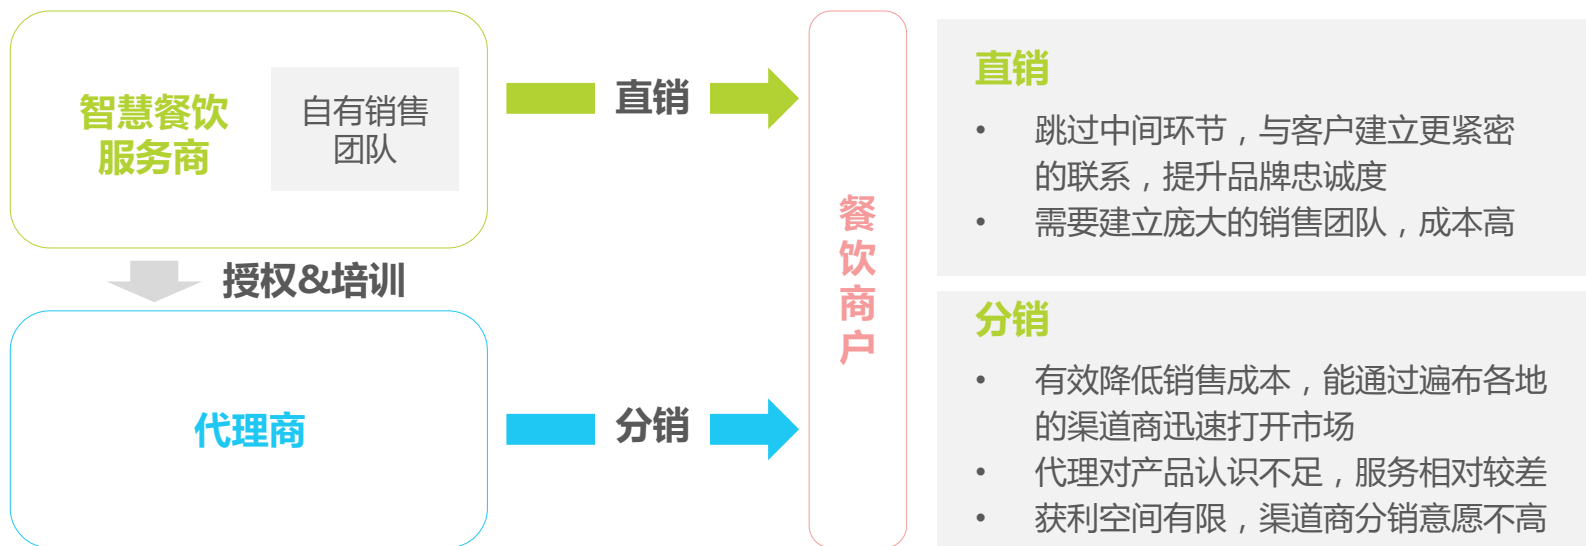 智慧餐饮
服务商
自有销售
团队
直销
授权&培训
代理商
分销
餐饮商户
直销
• 跳过中间环节，与客户建立更紧密
的联系，提升品牌忠诚度
• 需要建立庞大的销售团队，成本高
分销
• 有效降低销售成本，能通过遍布各地
的渠道商迅速打开市场
• 代理对产品认识不足，服务相对较差
• 获利空间有限，渠道商分销意愿不高